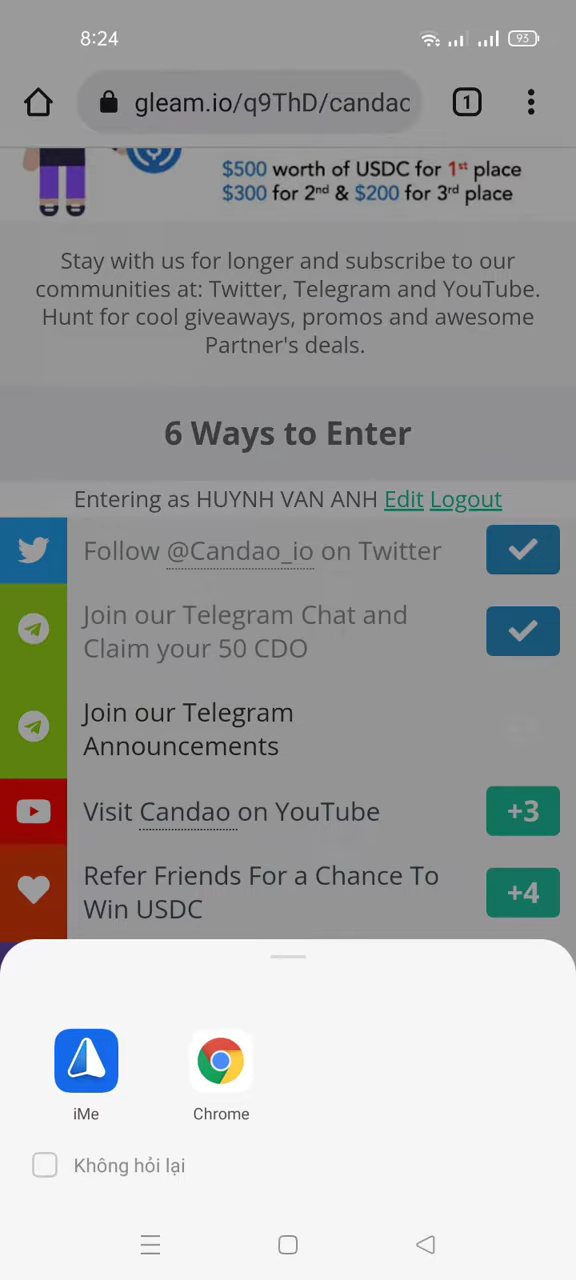 8:24
93
gleam.io/q9ThD/candac
1
$500 worth of USDC for 1st place
$300 for 2nd & $200 for 3rd place
Stay with us for longer and subscribe to our
communities at: Twitter, Telegram and YouTube.
Hunt for cool giveaways, promos and awesome
Partner's deals.
6 Ways to Enter
Entering as HUYNH VAN ANH Edit Logout
Follow @Candao_io on Twitter
Join our Telegram Chat and
Claim your 50 CDO
Join our Telegram
Announcements
Visit Candao on YouTube
+3
Refer Friends For a Chance To
Win USDC
+4
iMe
Chrome
Không hỏi lại